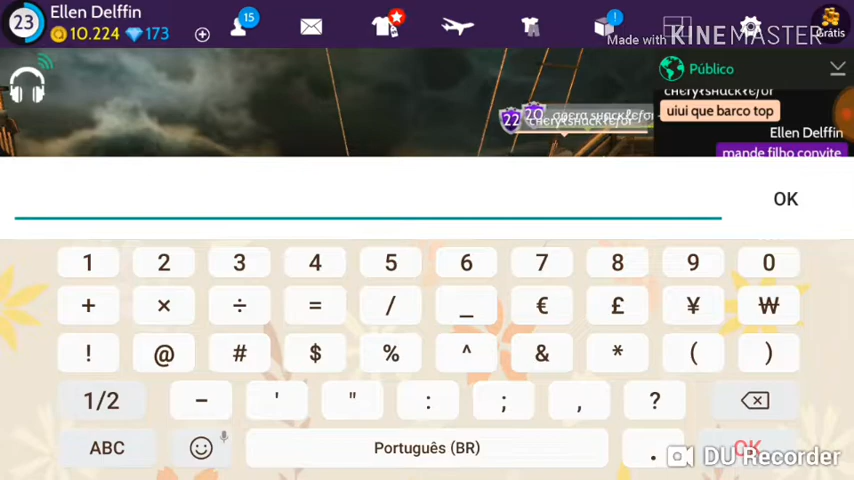 23 Ellen Delffin
10.224 173
15
!
Grátis
Made with KINEMASTER
Público
uiui que barco top
Ellen Delffin
mande filho convite
22
20
OK
1 2 3 4 5 6 7 8 9 0
+ × ÷ = / _ € £ ¥ ₩
! @ # $ % ^ & * ( )
1/2 - ' " : ; , ?
ABC Português (BR) . OK
DU Recorder